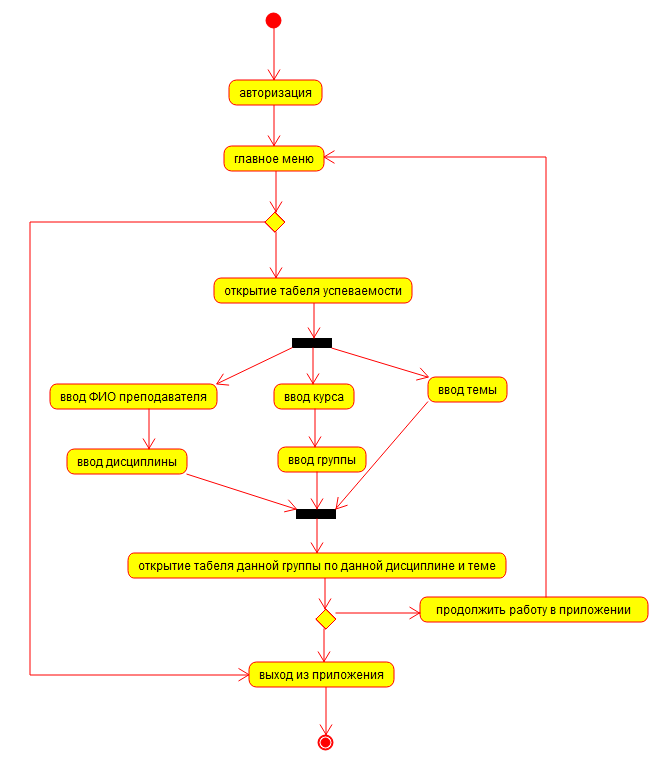 авторизация
главное меню
открытие табеля успеваемости
ввод ФИО преподавателя
ввод курса
ввод темы
ввод дисциплины
ввод группы
открытие табеля данной группы по данной дисциплине и теме
продолжить работу в приложении
выход из приложения